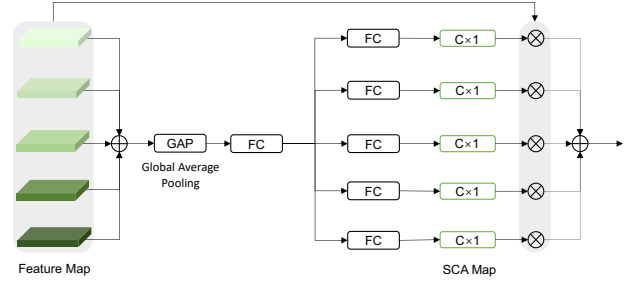 FC
C×1
FC
C×1
GAP
FC
FC
C×1
Global Average
Pooling
FC
C×1
FC
C×1
Feature Map
SCA Map